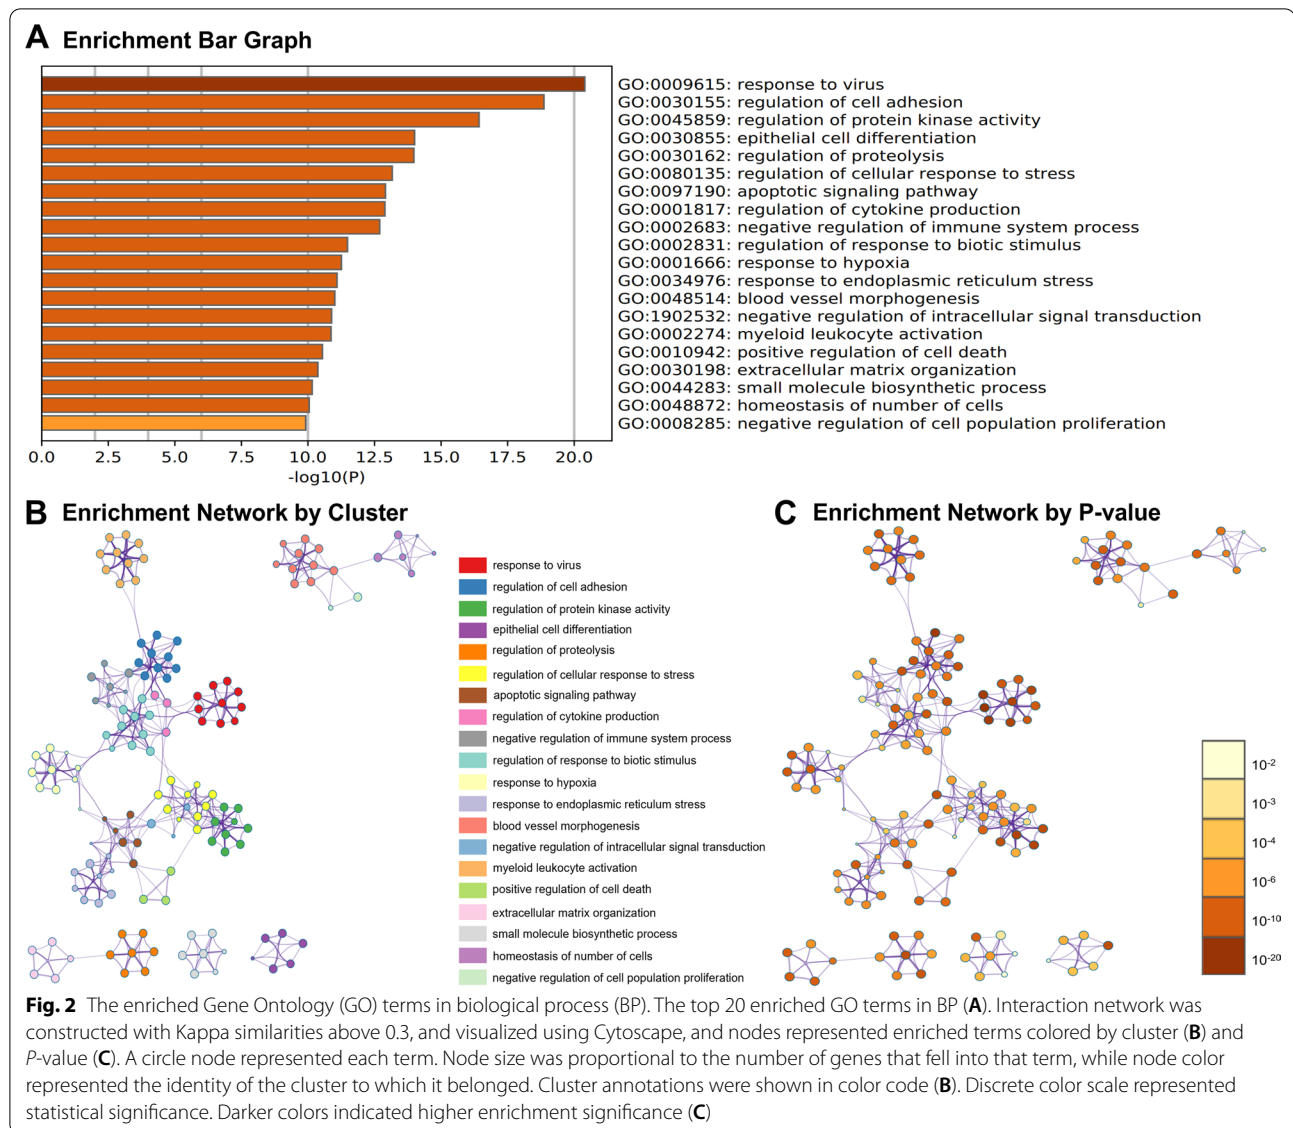 A Enrichment Bar Graph
GO:0009615: response to virus
GO:0030155: regulation of cell adhesion
GO:0045859: regulation of protein kinase activity
GO:0030855: epithelial cell differentiation
GO:0030162: regulation of proteolysis
GO:0080135: regulation of cellular response to stress
GO:0097190: apoptotic signaling pathway
GO:0001817: regulation of cytokine production
GO:0002683: negative regulation of immune system process
GO:0002831: regulation of response to biotic stimulus
GO:0001666: response to hypoxia
GO:0034976: response to endoplasmic reticulum stress
GO:0048514: blood vessel morphogenesis
GO:1902532: negative regulation of intracellular signal transduction
GO:0002274: myeloid leukocyte activation
GO:0010942: positive regulation of cell death
GO:0030198: extracellular matrix organization
GO:0044283: small molecule biosynthetic process
GO:0048872: homeostasis of number of cells
GO:0008285: negative regulation of cell population proliferation
0.0 2.5 5.0 7.5 10.0 12.5 15.0 17.5 20.0
-log10(P)
B Enrichment Network by Cluster
response to virus
regulation of cell adhesion
regulation of protein kinase activity
epithelial cell differentiation
regulation of proteolysis
regulation of cellular response to stress
apoptotic signaling pathway
regulation of cytokine production
negative regulation of immune system process
regulation of response to biotic stimulus
response to hypoxia
response to endoplasmic reticulum stress
blood vessel morphogenesis
negative regulation of intracellular signal transduction
myeloid leukocyte activation
positive regulation of cell death
extracellular matrix organization
small molecule biosynthetic process
homeostasis of number of cells
negative regulation of cell population proliferation
C Enrichment Network by P-value
10-2
10-3
10-4
10-6
10-10
10-20
Fig. 2 The enriched Gene Ontology (GO) terms in biological process (BP). The top 20 enriched GO terms in BP (A). Interaction network was
constructed with Kappa similarities above 0.3, and visualized using Cytoscape, and nodes represented enriched terms colored by cluster (B) and
P-value (C). A circle node represented each term. Node size was proportional to the number of genes that fell into that term, while node color
represented the identity of the cluster to which it belonged. Cluster annotations were shown in color code (B). Discrete color scale represented
statistical significance. Darker colors indicated higher enrichment significance (C)